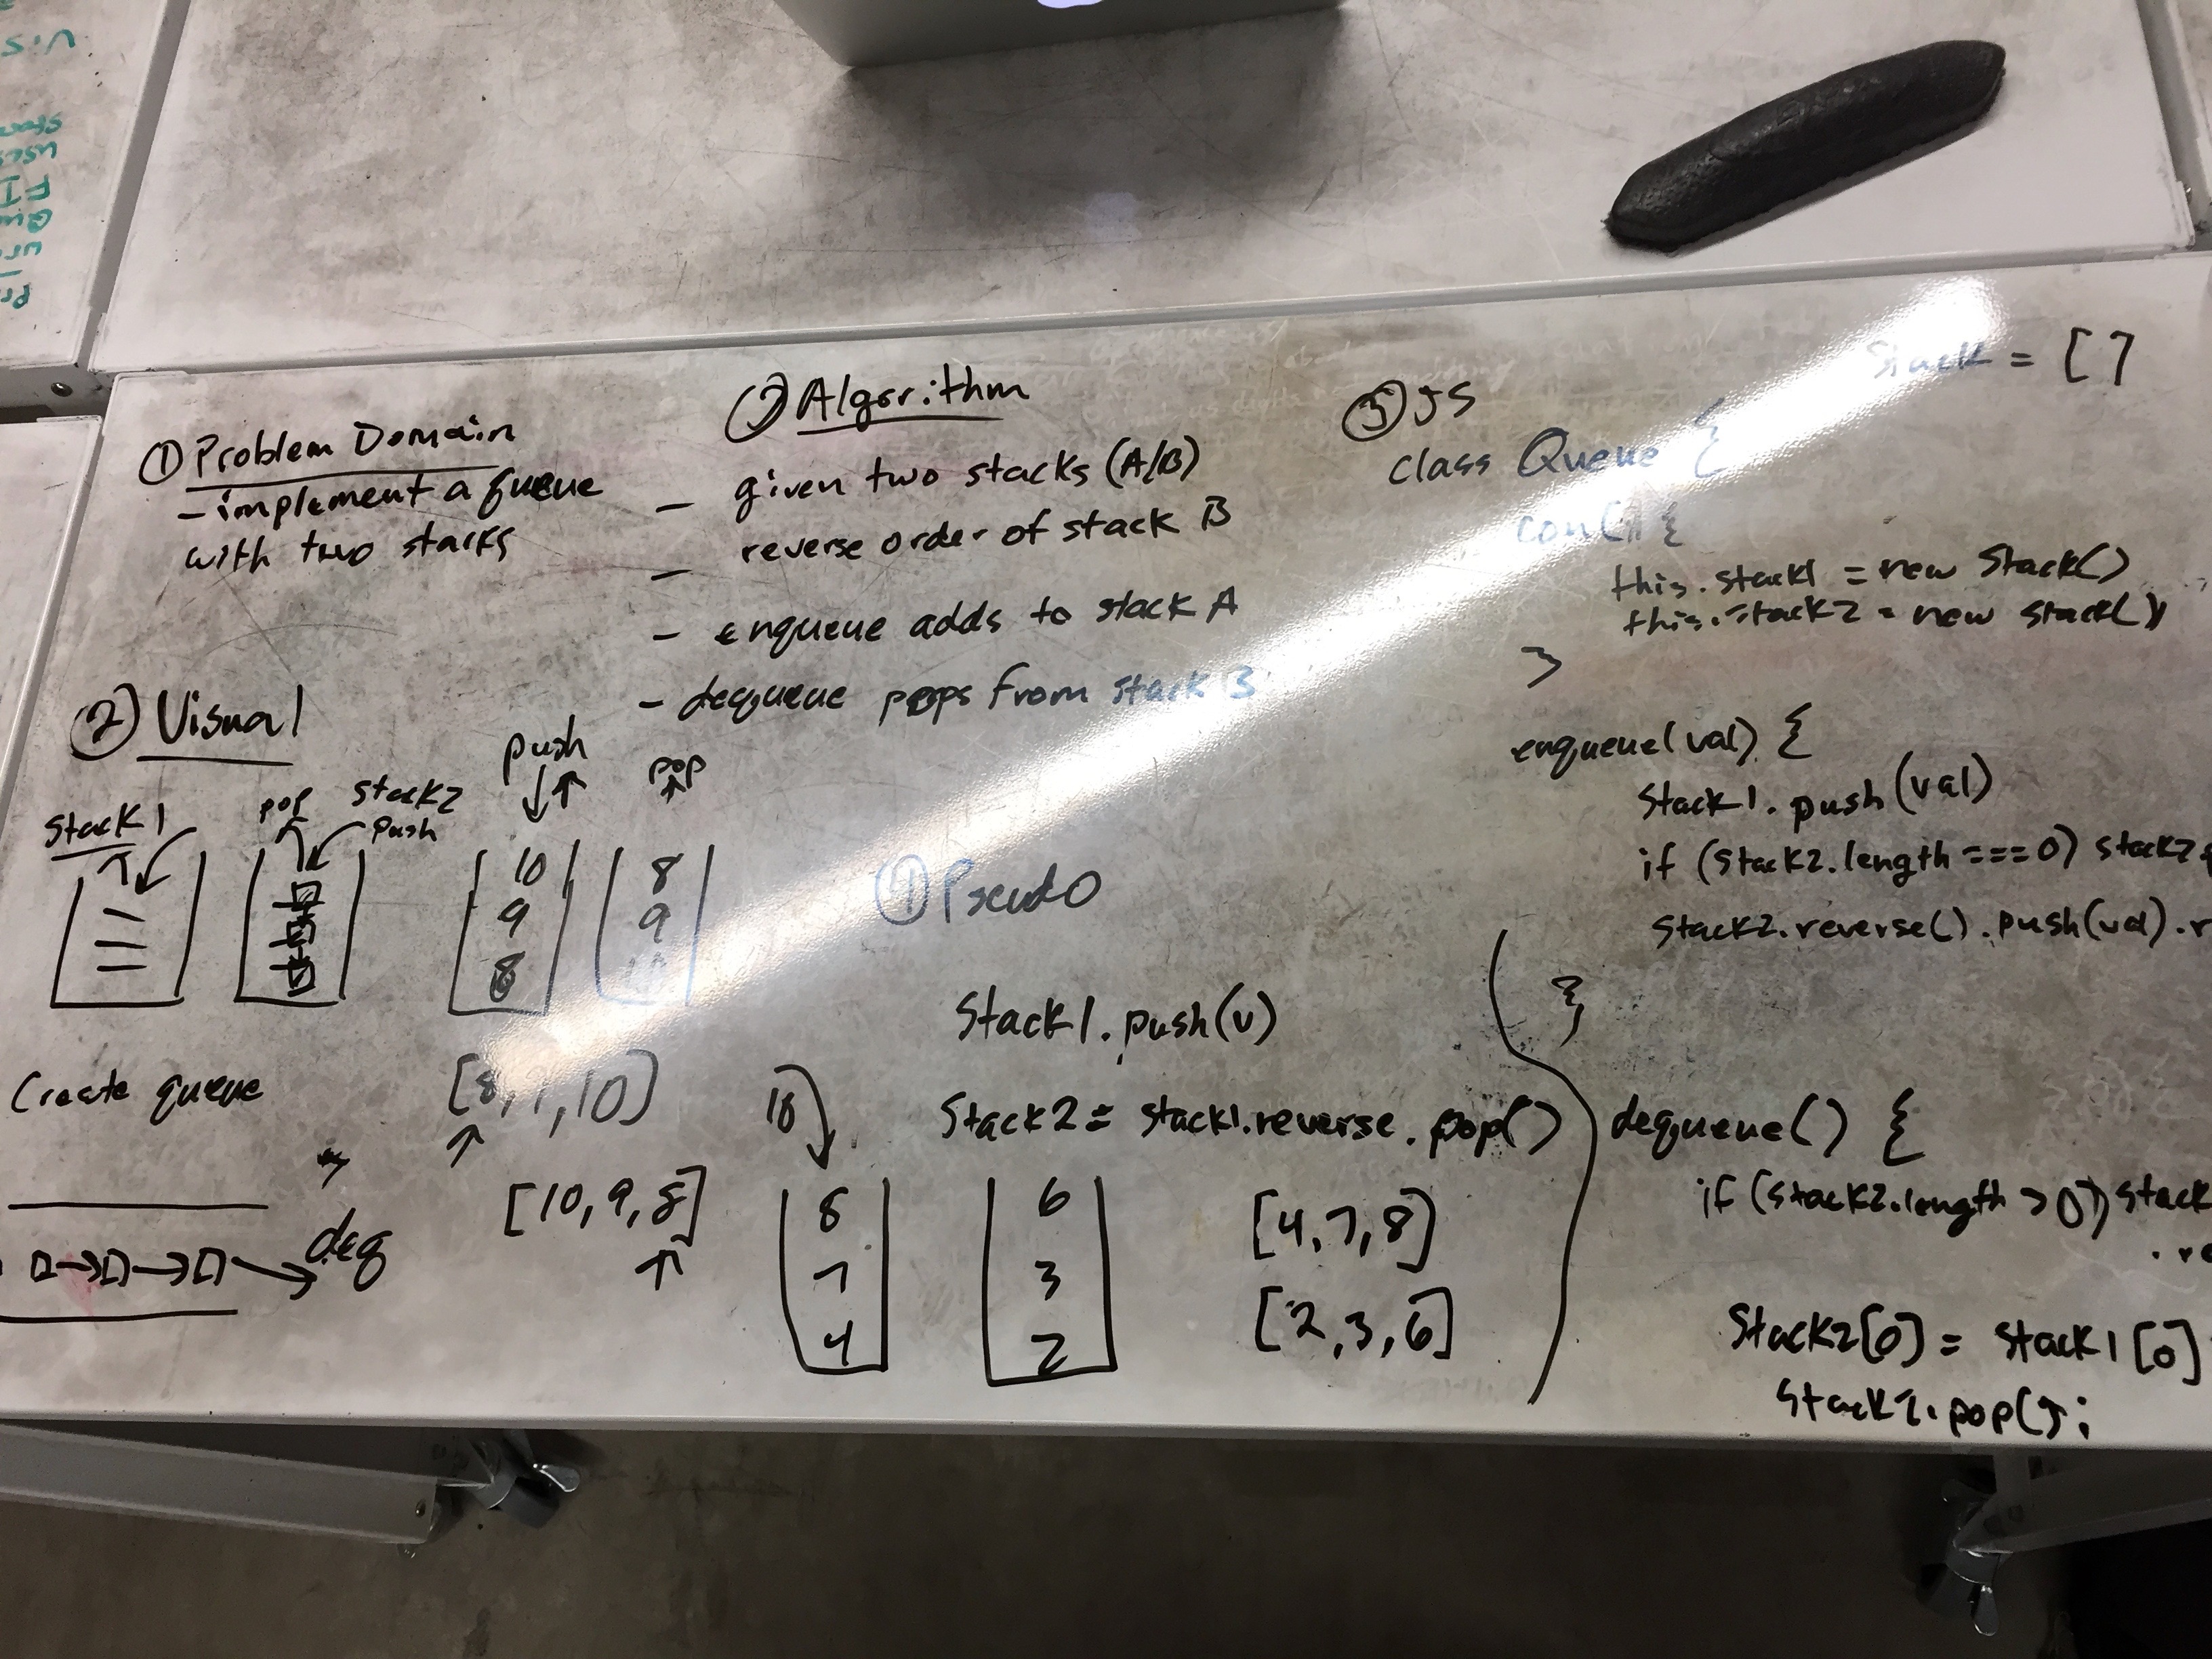 ① Problem Domain
- implement a queue
with two stacks
② Visual
Stack 1
pop
Stack2
push
push
pop
10
9
8
8
9
10
Create queue
[8,9,10]
[10,9,8]
deq
③ Algorithm
- given two stacks (A/B)
- reverse order of stack B
- enqueue adds to stack A
- dequeue pops from stack B
④ Pseudo
Stack1.push(v)
Stack2 = stack1.reverse.pop()
10
8
7
4
6
3
2
[4,7,8]
[2,3,6]
⑤ JS
Stack = []
class Queue {
con() {
this.stack1 = new Stack()
this.stack2 = new stack()
}
enqueue(val) {
Stack1.push(val)
if (Stack2.length === 0) stack2
Stack2.reverse().push(val).r
}
dequeue() {
if (stack2.length > 0) stack
.re
Stack2[0] = stack1[0]
Stack2.pop();